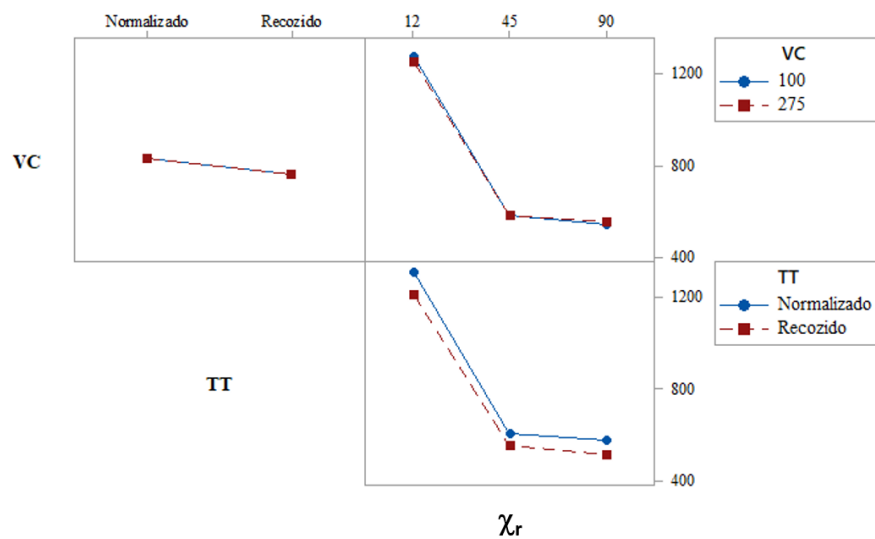 Normalizado Recozido 12 45 90
VC
100
275
1200
800
400
VC
TT
Normalizado
Recozido
1200
800
400
TT
χr